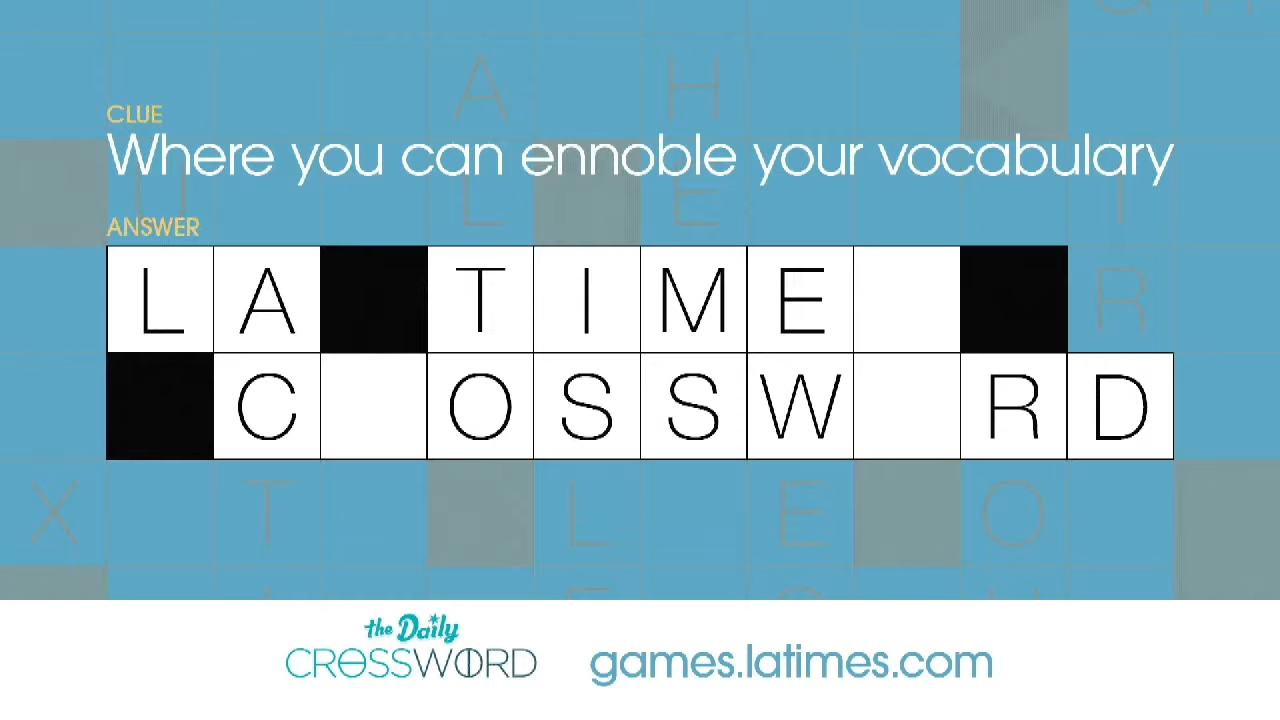 CLUE
Where you can ennoble your vocabulary
ANSWER
LA TIME
C OSSW RD
the Daily
CROSSWORD
games.latimes.com